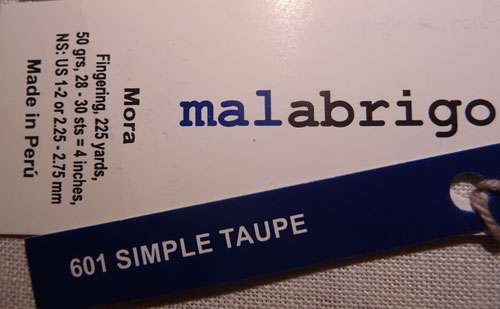 malabrigo
Mora
Fingering, 225 yards,
50 grs, 28 - 30 sts = 4 inches,
NS: US 1-2 or 2.25 - 2.75 mm
Made in Perú
601 SIMPLE TAUPE